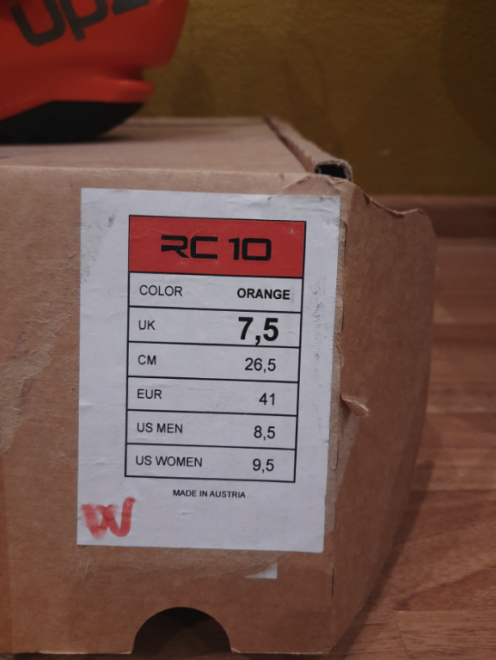 UPZ
RC 10
COLOR ORANGE
UK 7,5
CM 26,5
EUR 41
US MEN 8,5
US WOMEN 9,5
MADE IN AUSTRIA